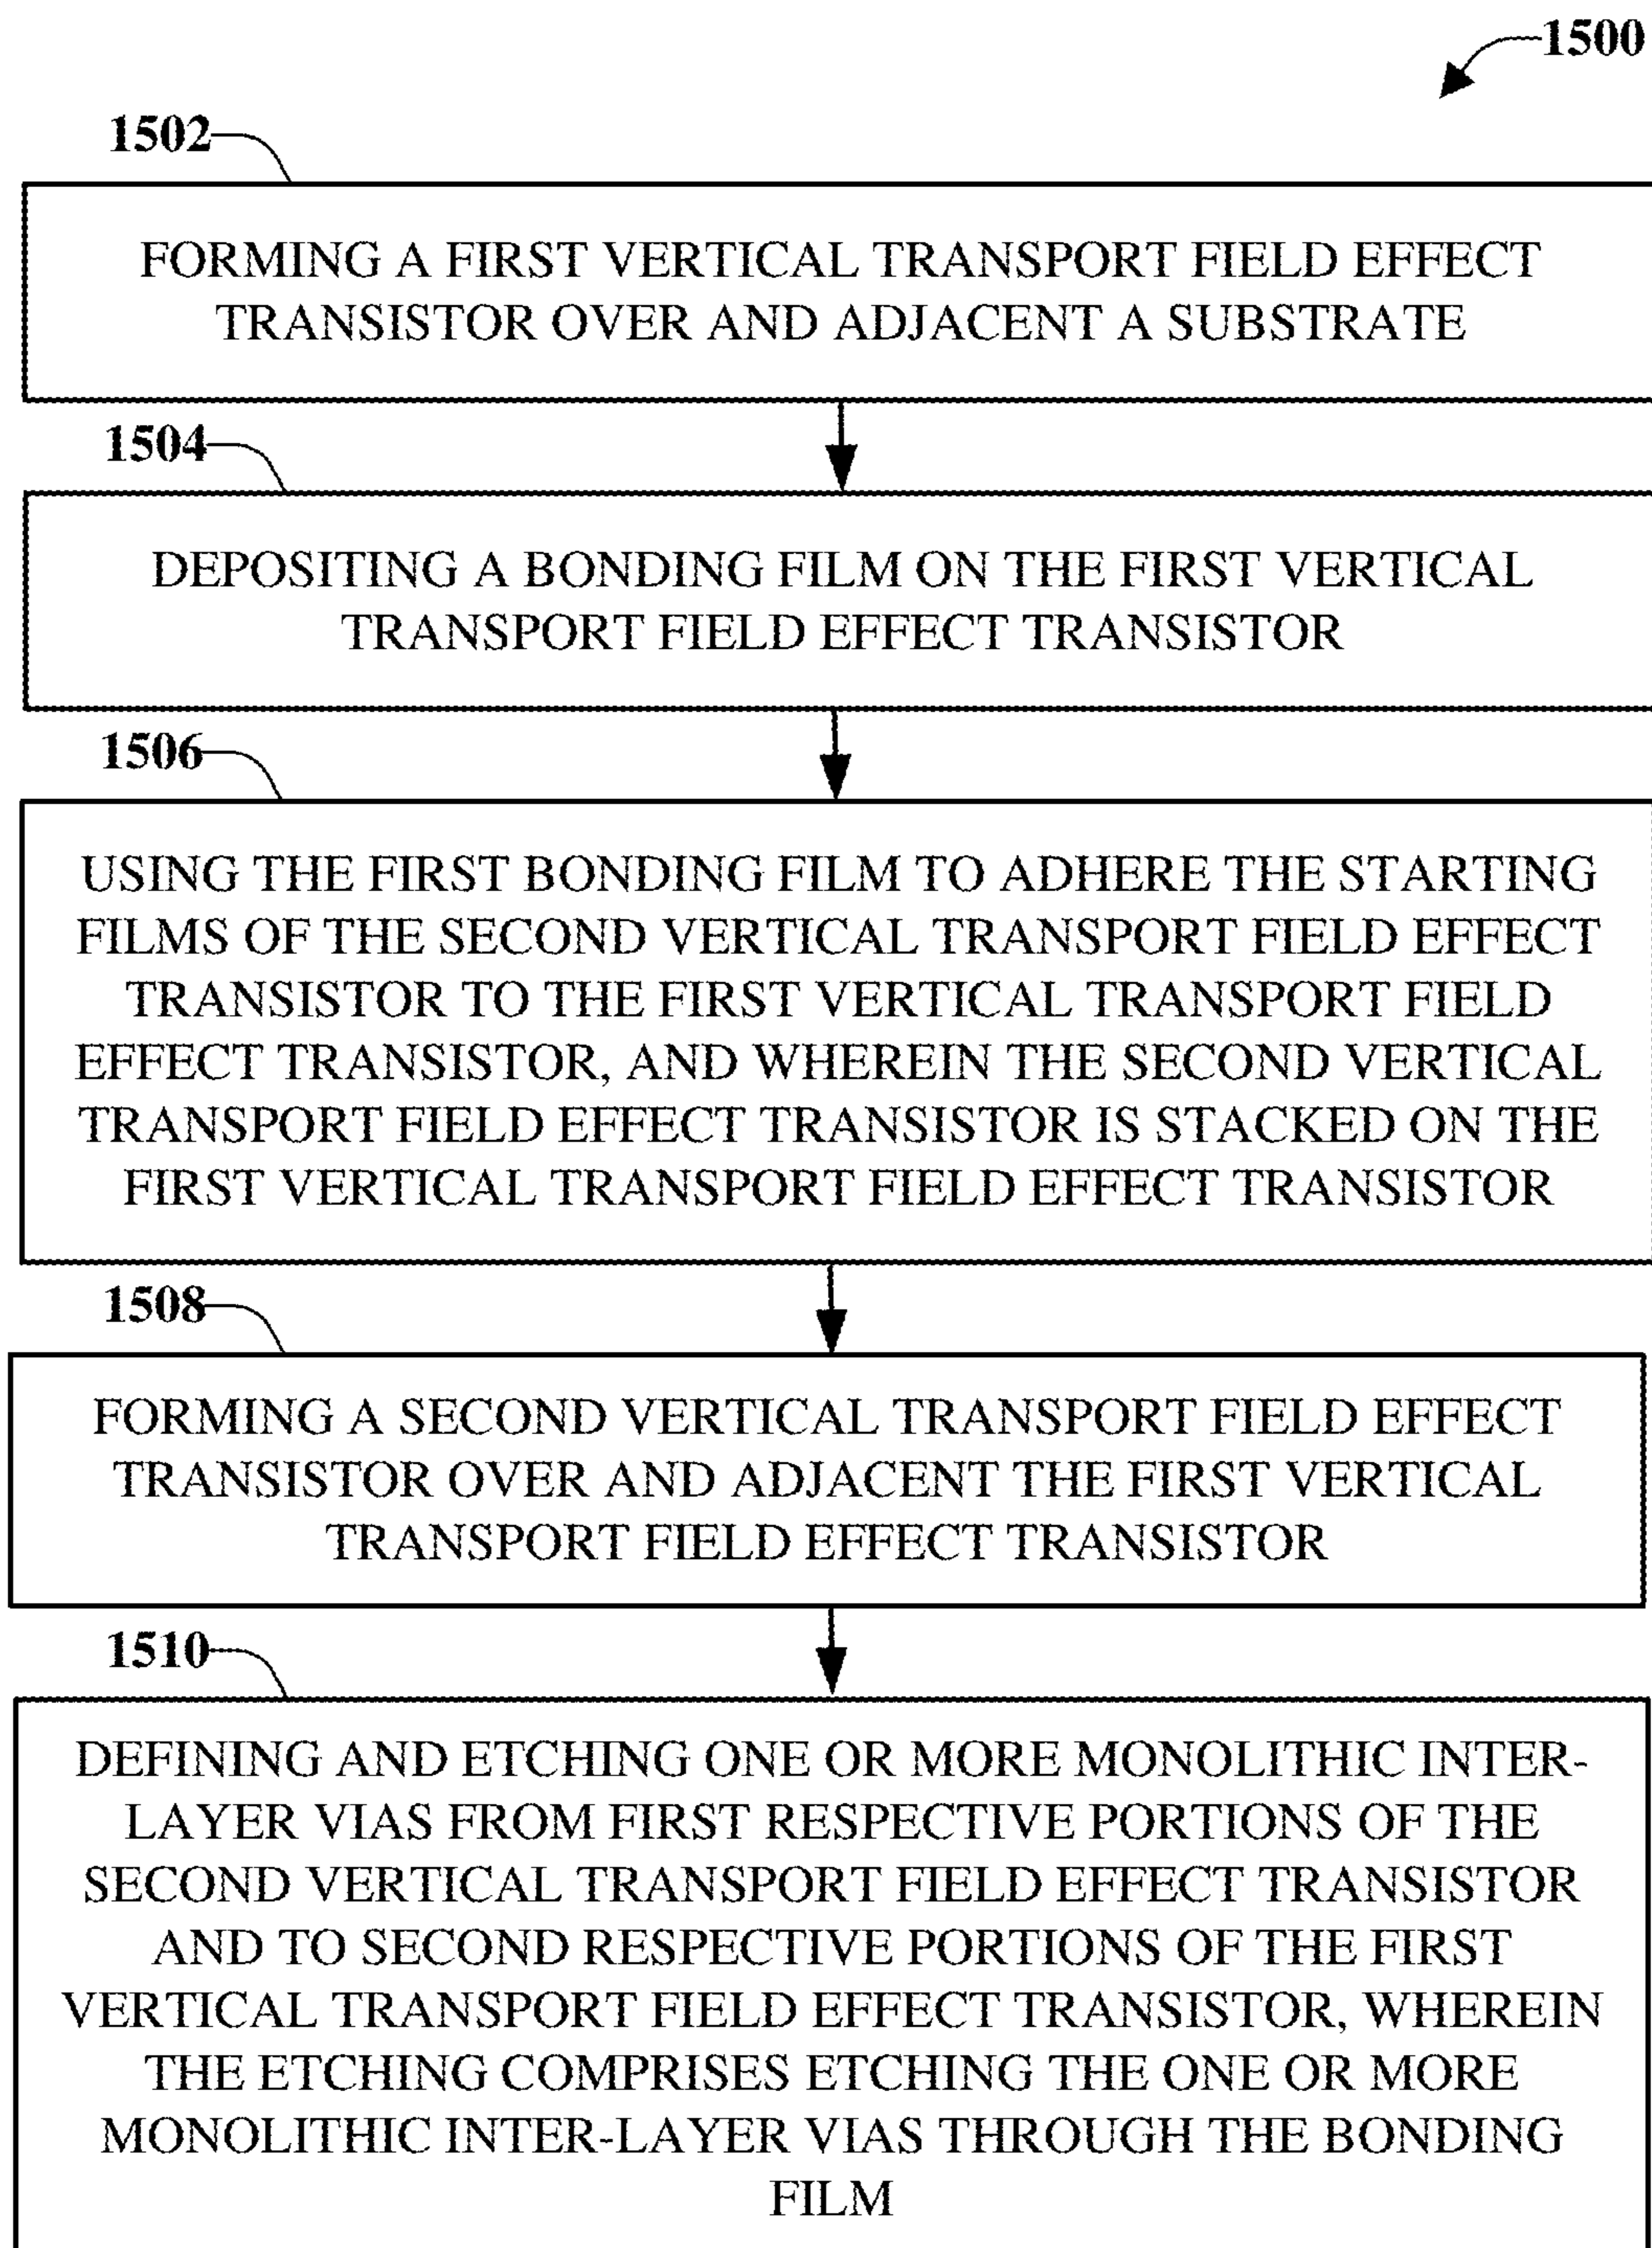 1500
1502
FORMING A FIRST VERTICAL TRANSPORT FIELD EFFECT
TRANSISTOR OVER AND ADJACENT A SUBSTRATE
1504
DEPOSITING A BONDING FILM ON THE FIRST VERTICAL
TRANSPORT FIELD EFFECT TRANSISTOR
1506
USING THE FIRST BONDING FILM TO ADHERE THE STARTING
FILMS OF THE SECOND VERTICAL TRANSPORT FIELD EFFECT
TRANSISTOR TO THE FIRST VERTICAL TRANSPORT FIELD
EFFECT TRANSISTOR, AND WHEREIN THE SECOND VERTICAL
TRANSPORT FIELD EFFECT TRANSISTOR IS STACKED ON THE
FIRST VERTICAL TRANSPORT FIELD EFFECT TRANSISTOR
1508
FORMING A SECOND VERTICAL TRANSPORT FIELD EFFECT
TRANSISTOR OVER AND ADJACENT THE FIRST VERTICAL
TRANSPORT FIELD EFFECT TRANSISTOR
1510
DEFINING AND ETCHING ONE OR MORE MONOLITHIC INTER-
LAYER VIAS FROM FIRST RESPECTIVE PORTIONS OF THE
SECOND VERTICAL TRANSPORT FIELD EFFECT TRANSISTOR
AND TO SECOND RESPECTIVE PORTIONS OF THE FIRST
VERTICAL TRANSPORT FIELD EFFECT TRANSISTOR, WHEREIN
THE ETCHING COMPRISES ETCHING THE ONE OR MORE
MONOLITHIC INTER-LAYER VIAS THROUGH THE BONDING
FILM